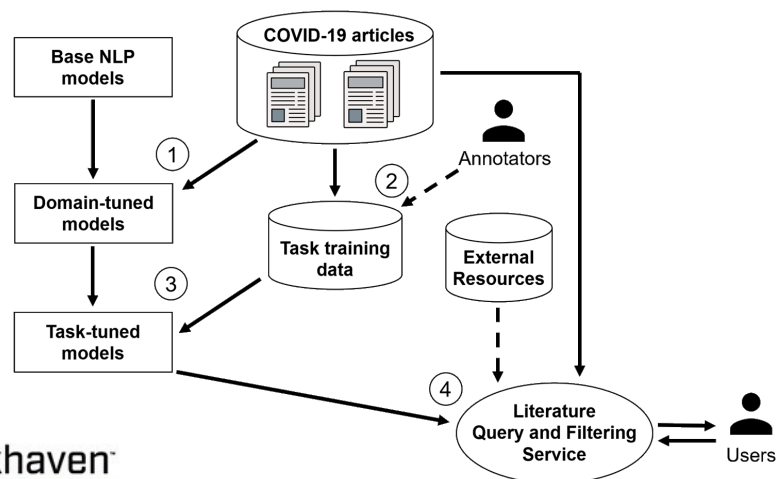 COVID-19 articles
Base NLP
models
1
Annotators
2
Domain-tuned
models
Task training
data
External
Resources
3
Task-tuned
models
4
Literature
Query and Filtering
Service
Users
haven™